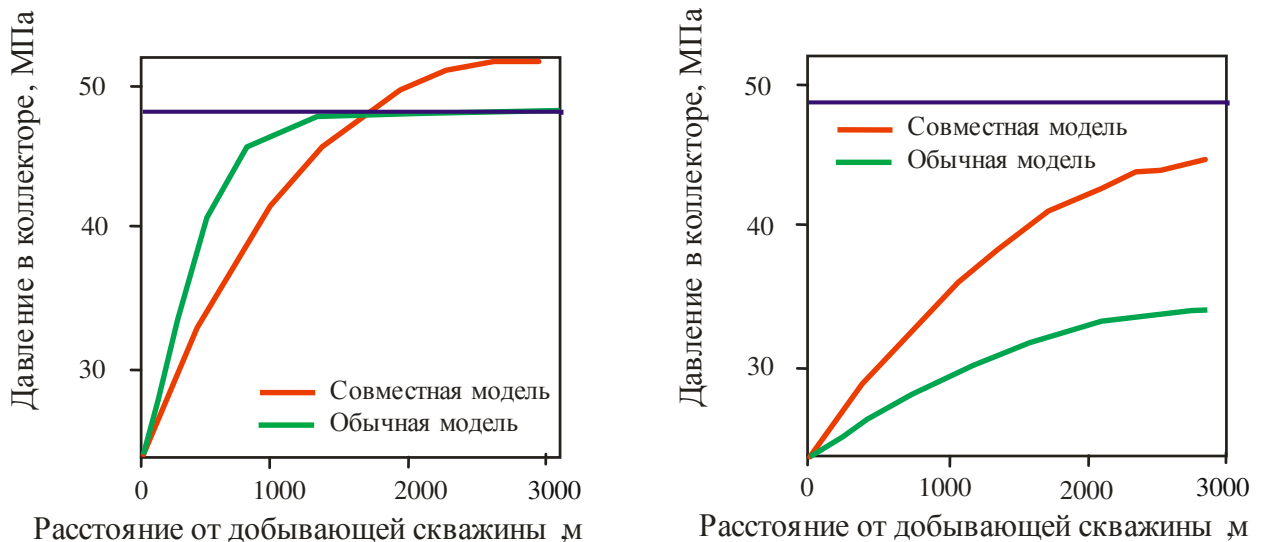 Давление в коллекторе, МПа
50
40
30
Совместная модель
Обычная модель
0 1000 2000 3000
Расстояние от добывающей скважины ,м
Давление в коллекторе, МПа
50
40
30
Совместная модель
Обычная модель
0 1000 2000 3000
Расстояние от добывающей скважины ,м